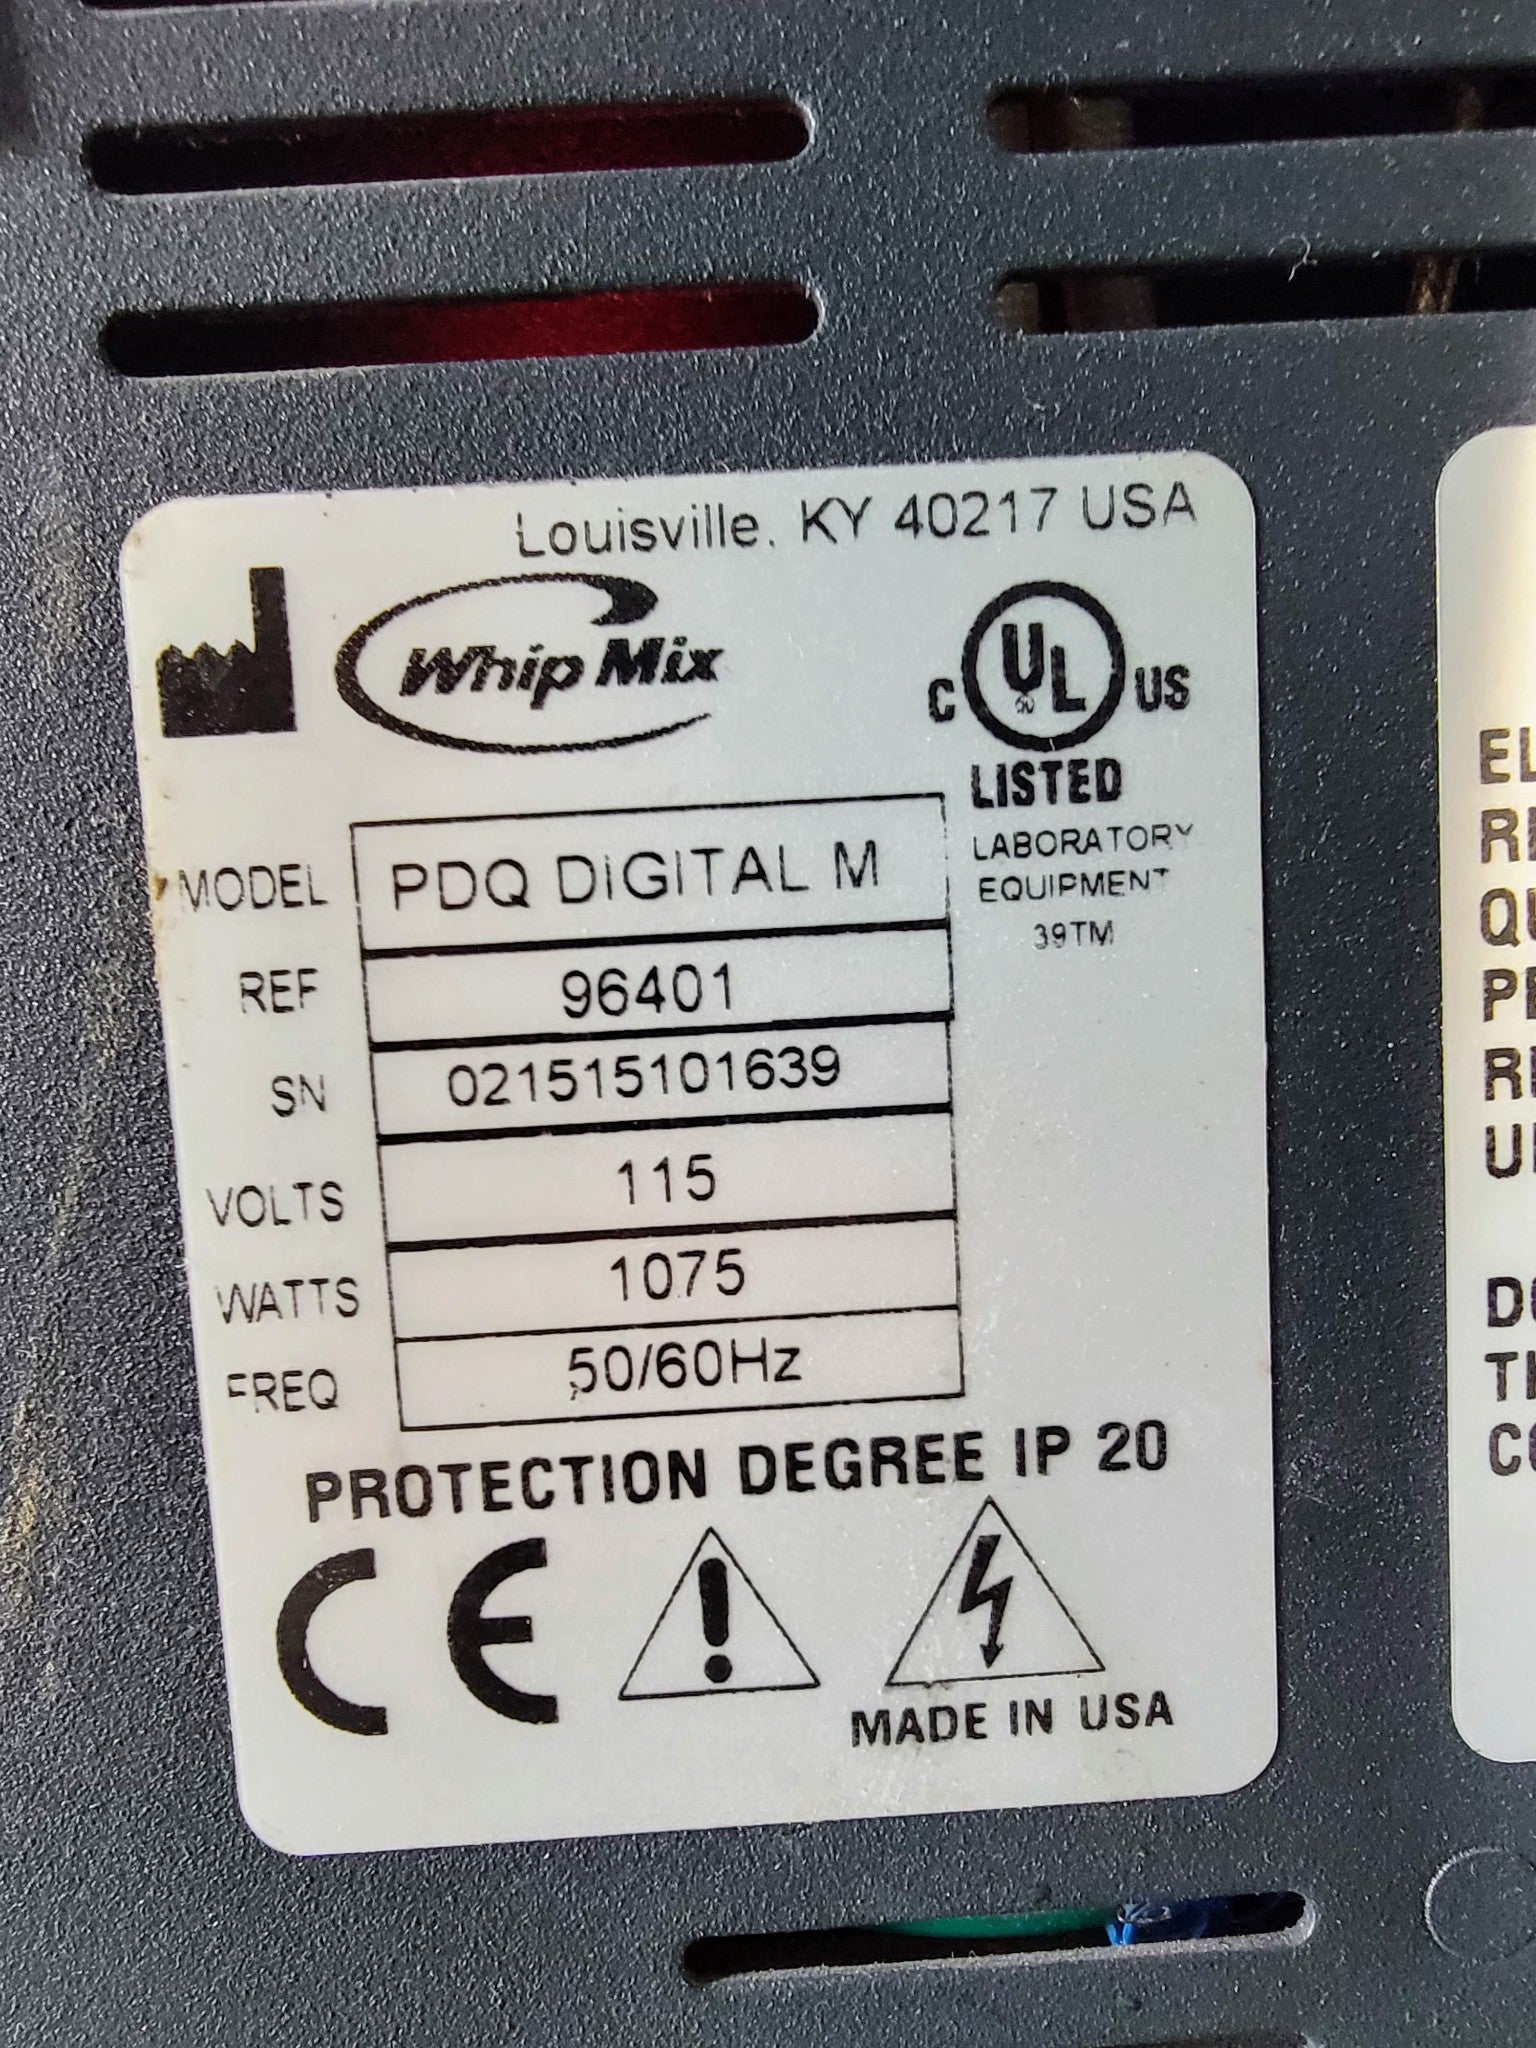 Louisville, KY 40217 USA
Whip Mix
C UL US
LISTED
LABORATORY
EQUIPMENT
39TM
MODEL PDQ DIGITAL M
REF 96401
SN 021515101639
VOLTS 115
WATTS 1075
FREQ 50/60Hz
PROTECTION DEGREE IP 20
CE
MADE IN USA